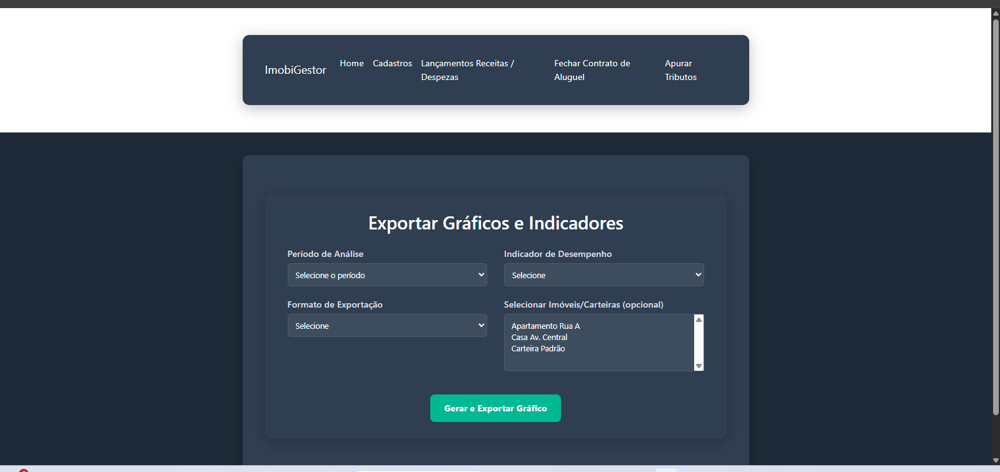 ImobiGestor
Home
Cadastros
Lançamentos Receitas /
Despezas
Fechar Contrato de
Aluguel
Apurar
Tributos
Exportar Gráficos e Indicadores
Período de Análise
Selecione o período
Indicador de Desempenho
Selecione
Formato de Exportação
Selecione
Selecionar Imóveis/Carteiras (opcional)
Apartamento Rua A
Casa Av. Central
Carteira Padrão
Gerar e Exportar Gráfico